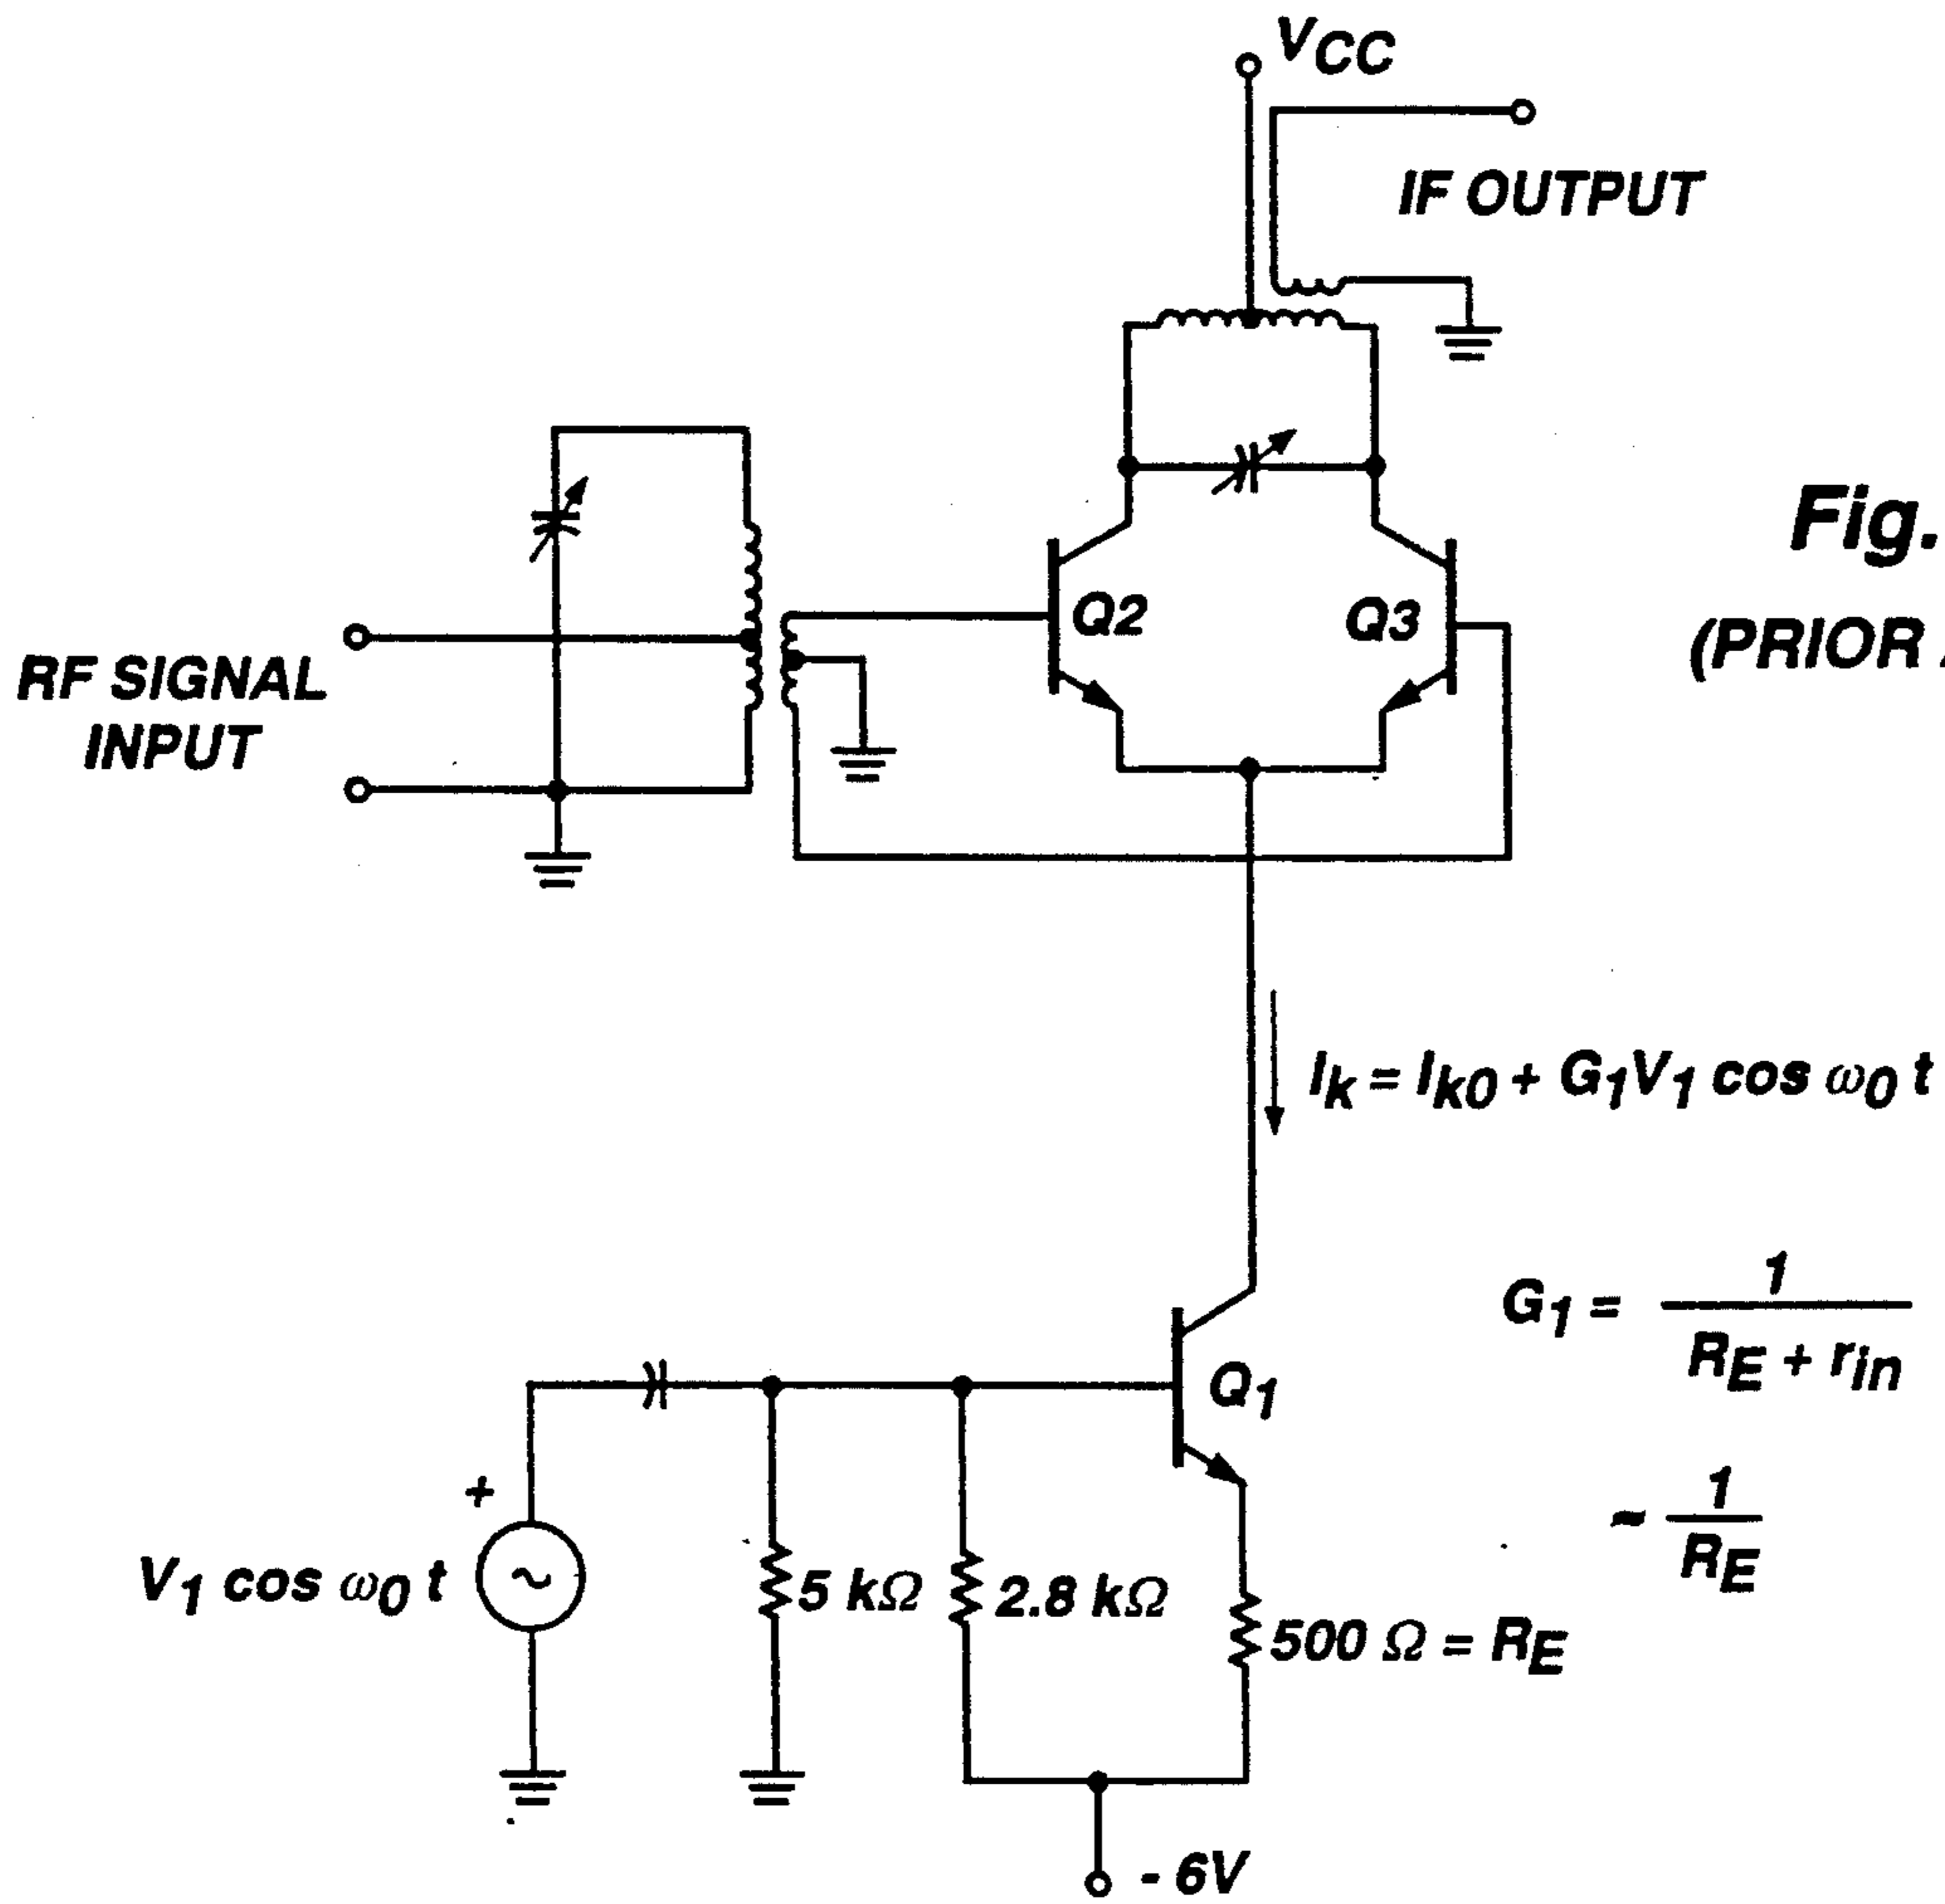 VCC
IF OUTPUT
Fig.
(PRIOR
Q2
Q3
RF SIGNAL
INPUT
Ik = Ik0 + G1V1 cos ω0 t
G1 = 1 / RE + rin
Q1
~ 1 / RE
+
V1 cos ω0 t
5 kΩ
2.8 kΩ
500 Ω = RE
- 6V